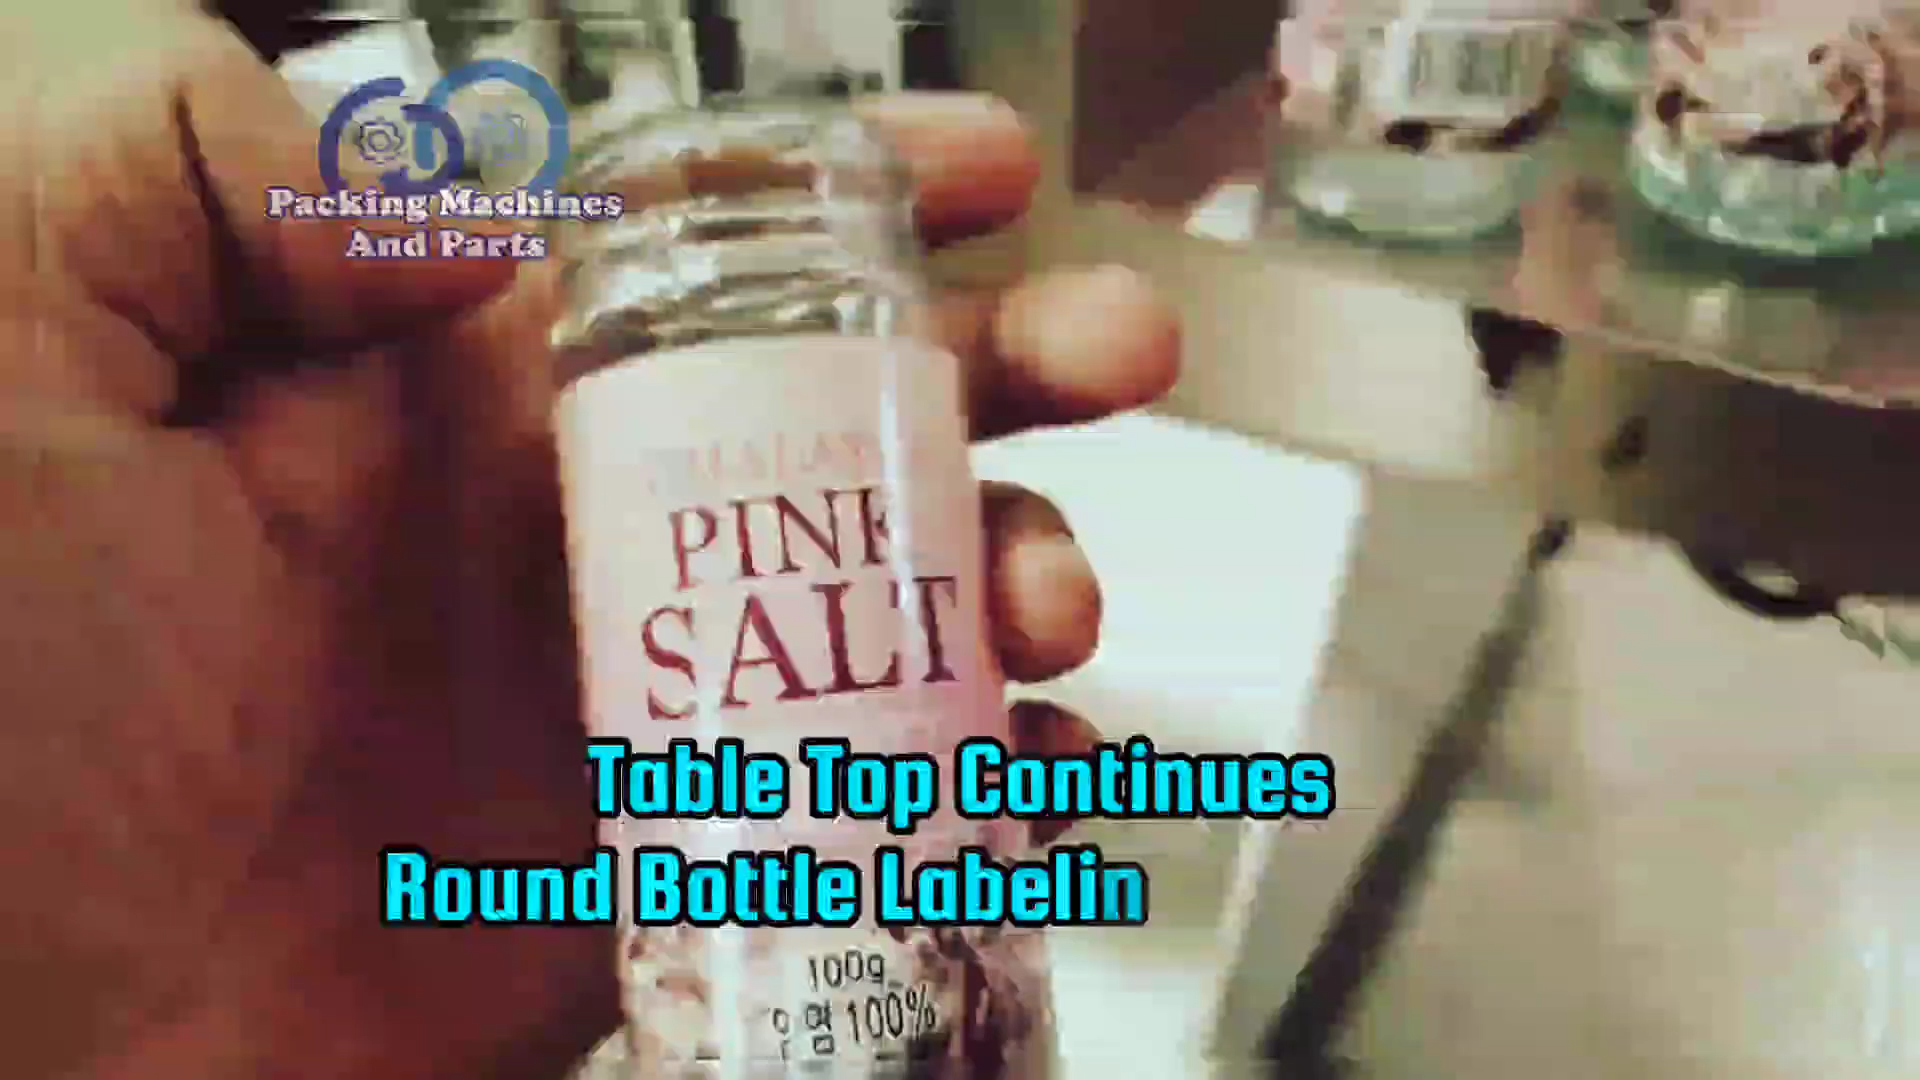 Packing Machines
And Parts
PINK
SALT
Table Top Continues
Round Bottle Labelin
100g
100%